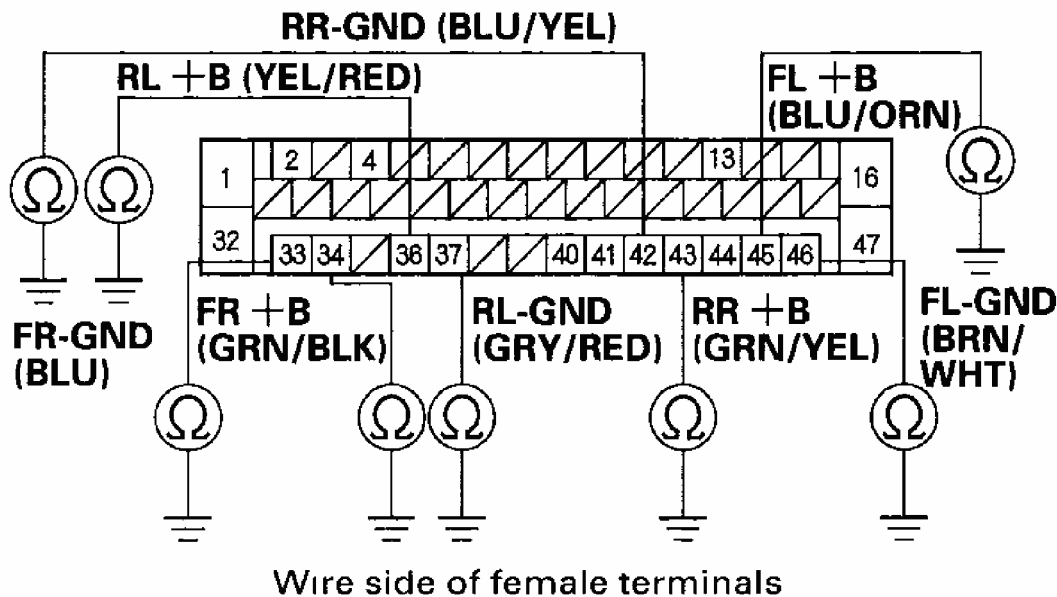 RR-GND (BLU/YEL)
RL +B (YEL/RED)
FL +B
(BLU/ORN)
Ω Ω Ω
1 2 4 13 16
32 33 34 36 37 40 41 42 43 44 45 46 47
FR-GND
(BLU)
FR +B
(GRN/BLK)
RL-GND
(GRY/RED)
RR +B
(GRN/YEL)
FL-GND
(BRN/
WHT)
Ω Ω Ω Ω Ω
Wire side of female terminals